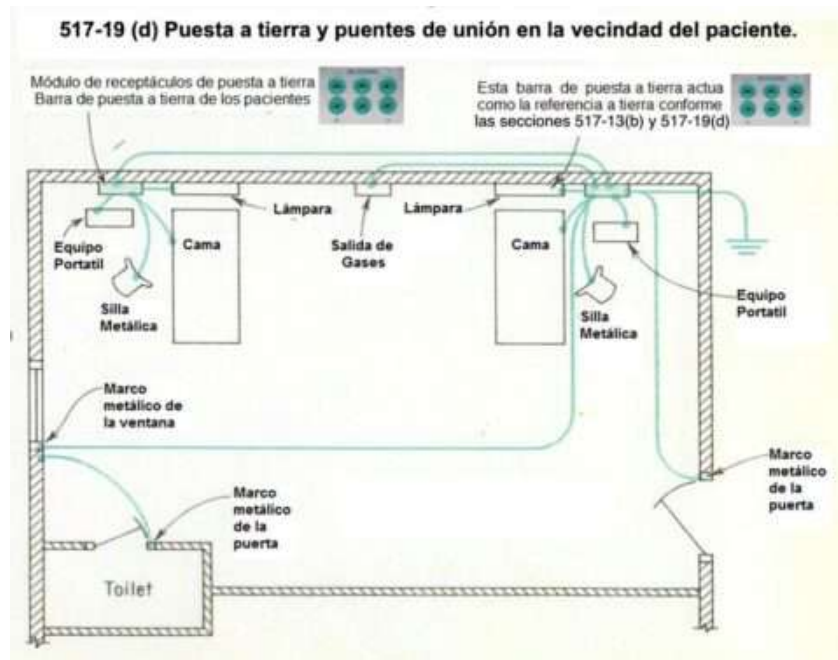 517-19 (d) Puesta a tierra y puentes de unión en la vecindad del paciente.
Módulo de receptáculos de puesta a tierra
Barra de puesta a tierra de los pacientes
Esta barra de puesta a tierra actua
como la referencia a tierra conforme
las secciones 517-13(b) y 517-19(d)
Lámpara
Lámpara
Equipo
Portatil
Cama
Salida de
Gases
Cama
Silla
Metálica
Silla
Metálica
Equipo
Portatil
Marco
metálico de
la ventana
Marco
metálico
de la
puerta
Marco
metálico
de la
puerta
Toilet